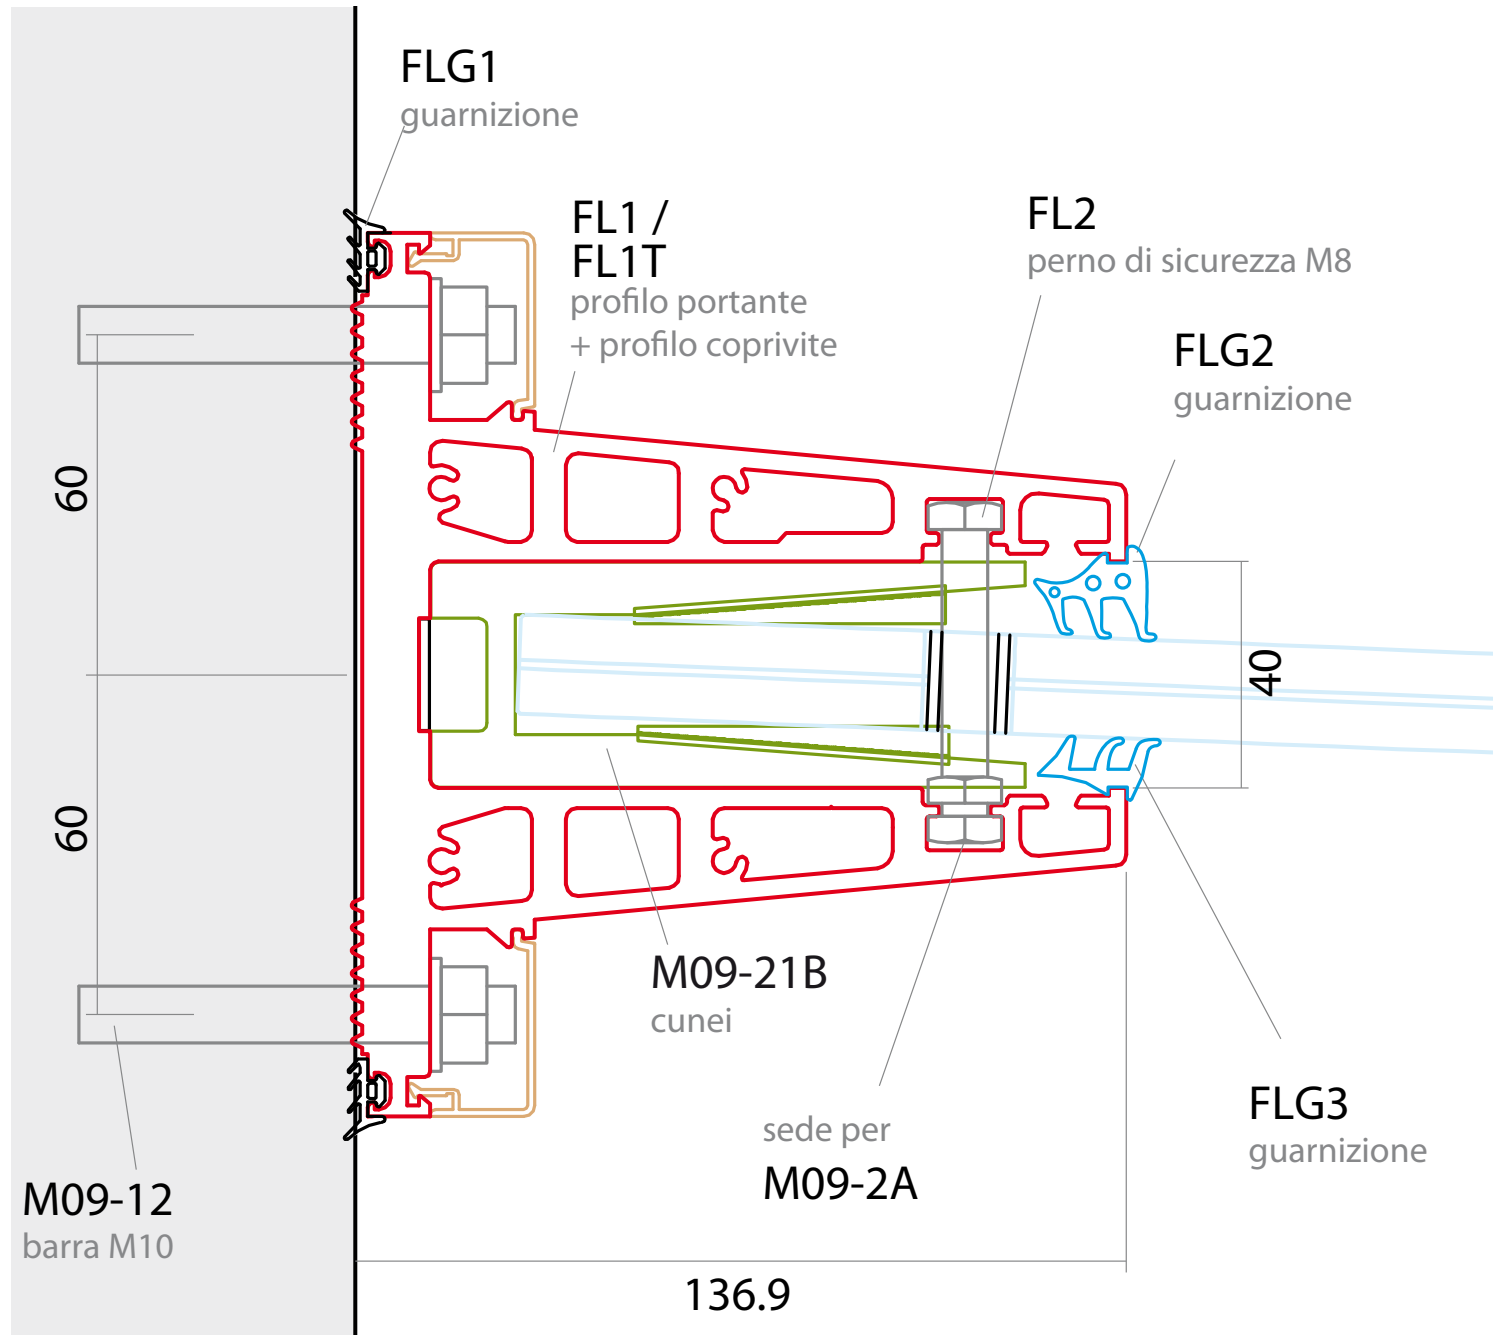 FLG1
guarnizione
FL1 /
FL1T
profilo portante
+ profilo coprivite
FL2
perno di sicurezza M8
FLG2
guarnizione
60
40
60
M09-21B
cunei
sede per
M09-2A
FLG3
guarnizione
M09-12
barra M10
136.9